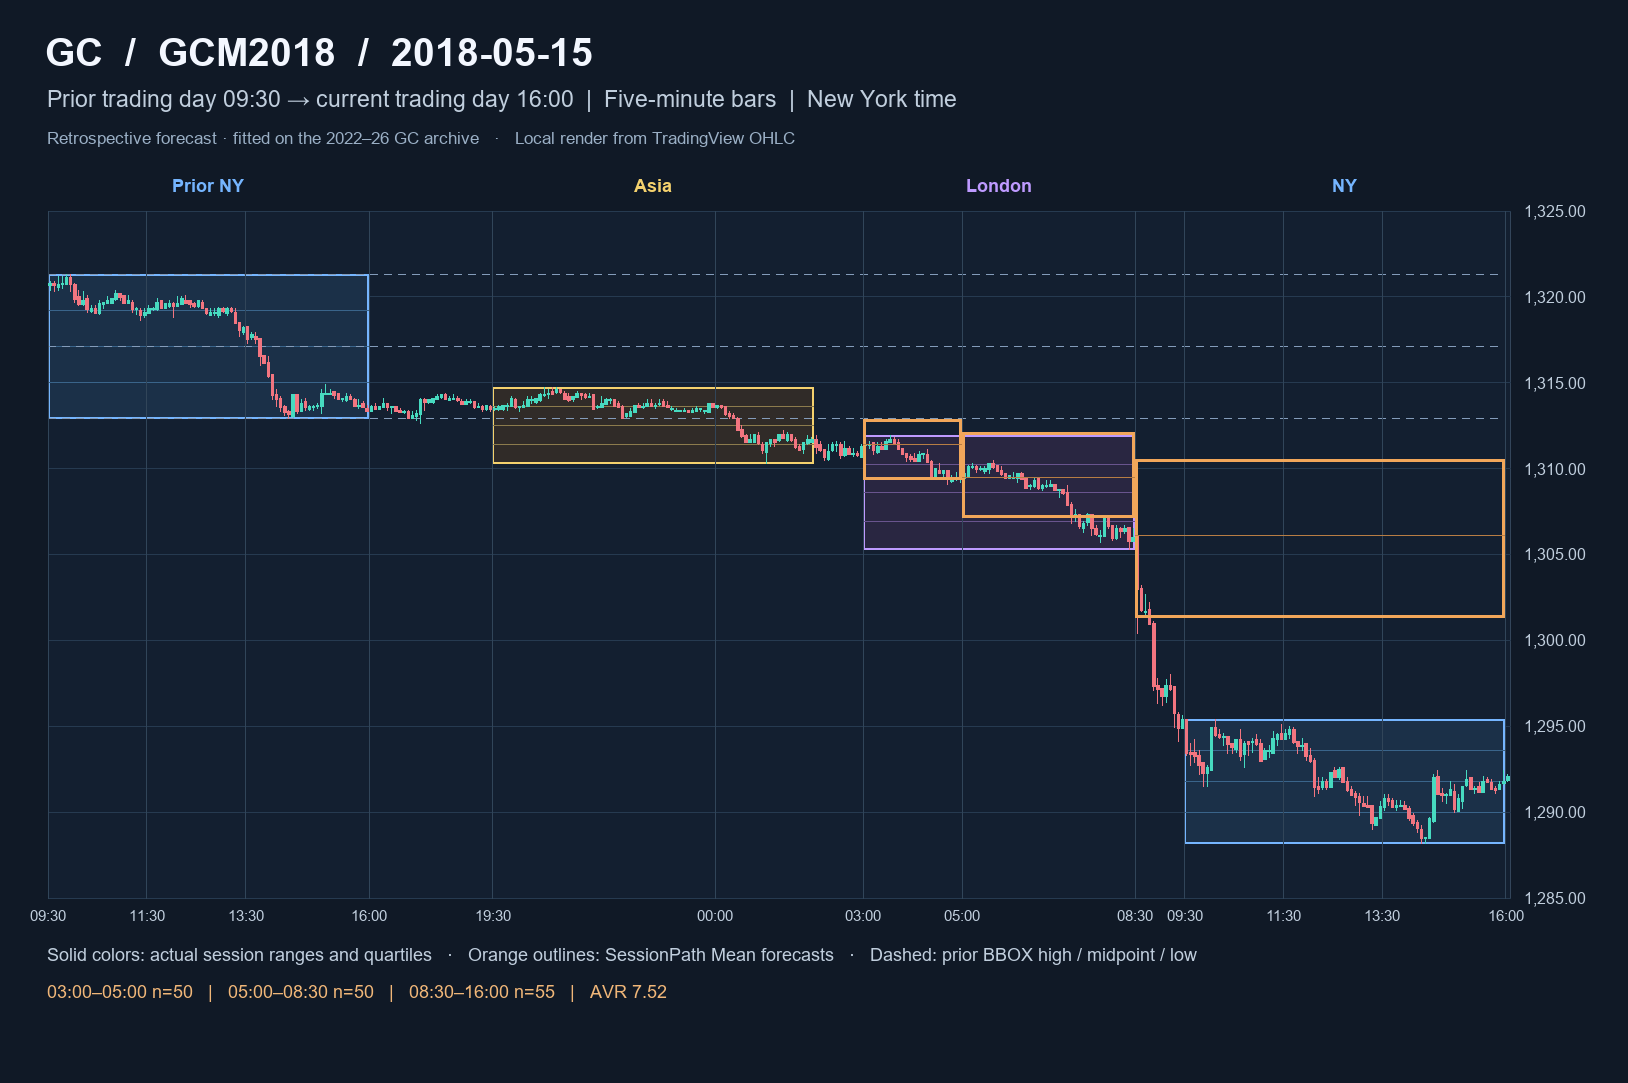 GC / GCM2018 / 2018-05-15
Prior trading day 09:30 → current trading day 16:00 | Five-minute bars | New York time
Retrospective forecast · fitted on the 2022–26 GC archive · Local render from TradingView OHLC
Prior NY Asia London NY
1,325.00
1,320.00
1,315.00
1,310.00
1,305.00
1,300.00
1,295.00
1,290.00
1,285.00
09:30 11:30 13:30 16:00 19:30 00:00 03:00 05:00 08:30 09:30 11:30 13:30 16:00
Solid colors: actual session ranges and quartiles · Orange outlines: SessionPath Mean forecasts · Dashed: prior BBOX high / midpoint / low
03:00–05:00 n=50 | 05:00–08:30 n=50 | 08:30–16:00 n=55 | AVR 7.52